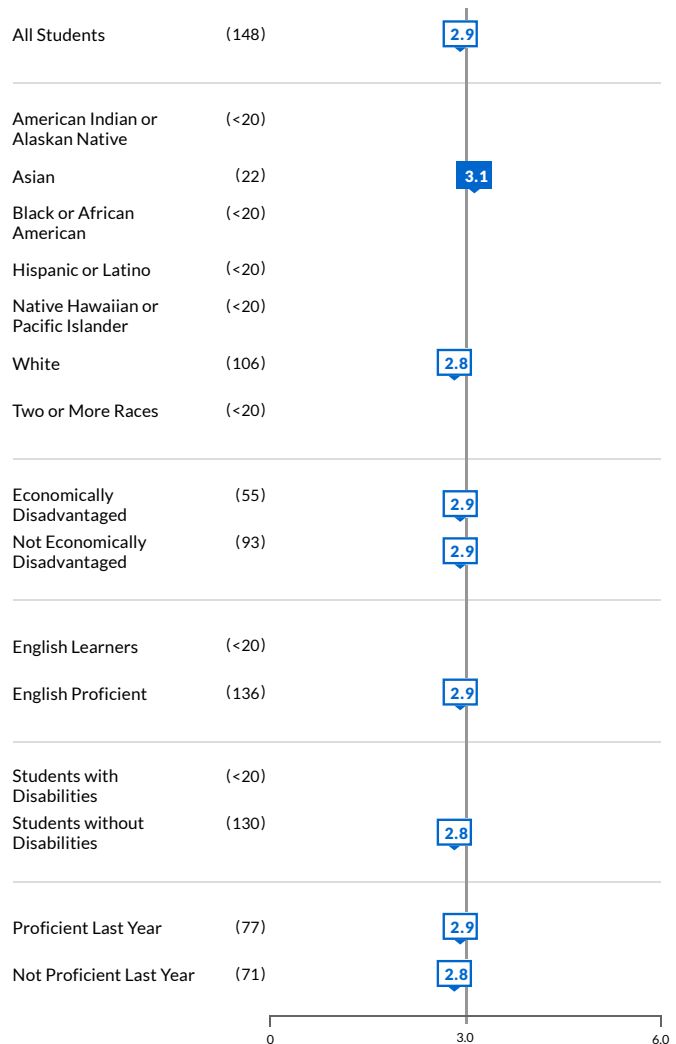 All Students (148) 2.9
American Indian or (<20)
Alaskan Native
Asian (22) 3.1
Black or African (<20)
American
Hispanic or Latino (<20)
Native Hawaiian or (<20)
Pacific Islander
White (106) 2.8
Two or More Races (<20)
Economically (55) 2.9
Disadvantaged
Not Economically (93) 2.9
Disadvantaged
English Learners (<20)
English Proficient (136) 2.9
Students with (<20)
Disabilities
Students without (130) 2.8
Disabilities
Proficient Last Year (77) 2.9
Not Proficient Last Year (71) 2.8
0 3.0 6.0